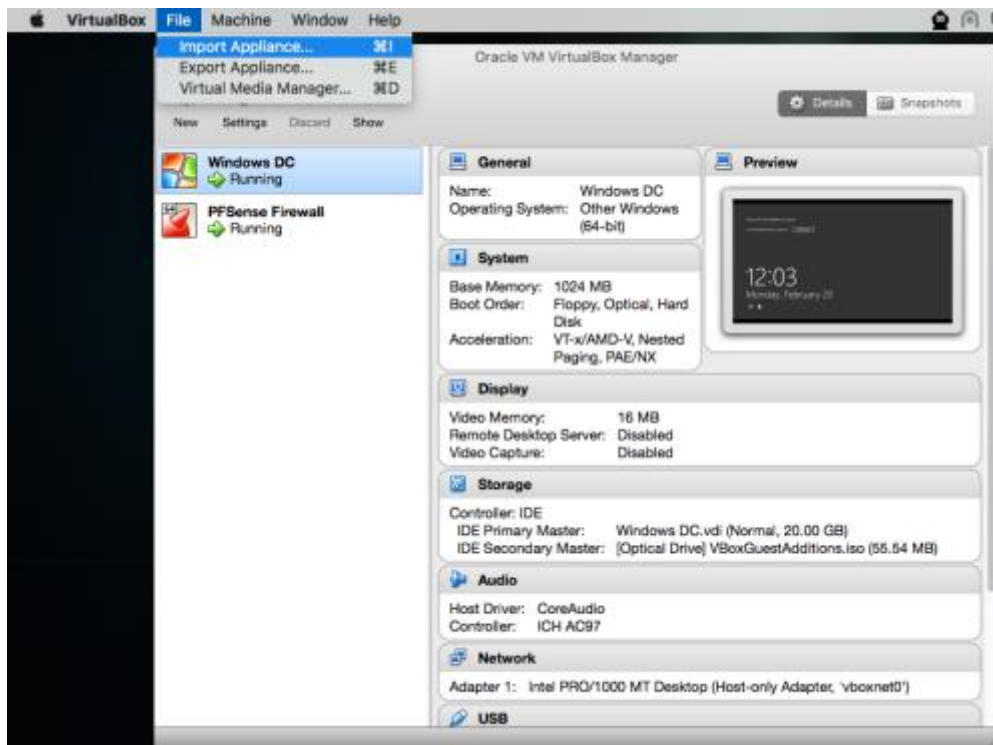 VirtualBox File Machine Window Help
Import Appliance... ⌘I
Export Appliance... ⌘E
Virtual Media Manager... ⌘D
Oracle VM VirtualBox Manager
Details Snapshots
New Settings Discard Show
Windows DC
Running
PFSense Firewall
Running
General
Name: Windows DC
Operating System: Other Windows
(64-bit)
System
Base Memory: 1024 MB
Boot Order: Floppy, Optical, Hard
Disk
Acceleration: VT-x/AMD-V, Nested
Paging, PAE/NX
Preview
12:03
Monday, February 20
Display
Video Memory: 16 MB
Remote Desktop Server: Disabled
Video Capture: Disabled
Storage
Controller: IDE
IDE Primary Master: Windows DC.vdi (Normal, 20.00 GB)
IDE Secondary Master: [Optical Drive] VBoxGuestAdditions.iso (55.54 MB)
Audio
Host Driver: CoreAudio
Controller: ICH AC97
Network
Adapter 1: Intel PRO/1000 MT Desktop (Host-only Adapter, 'vboxnet0')
USB